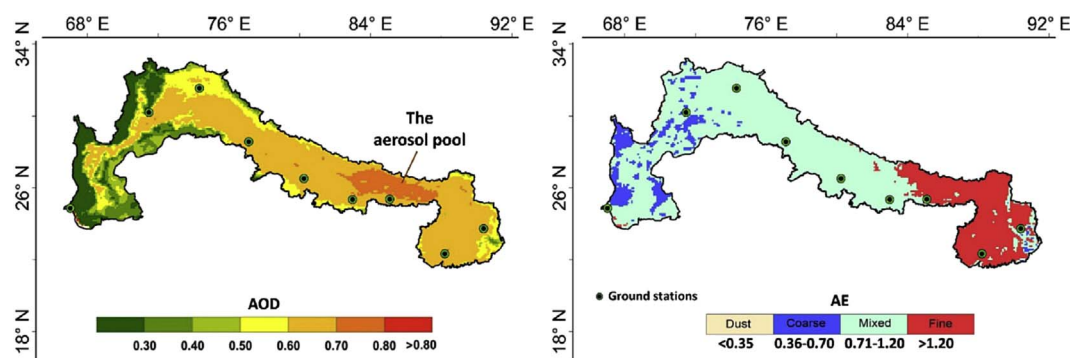 68° E 76° E 84° E 92° E
34° N
26° N
18° N
The
aerosol pool
AOD
0.30 0.40 0.50 0.60 0.70 0.80 >0.80
68° E 76° E 84° E 92° E
34° N
26° N
18° N
Ground stations
AE
Dust Coarse Mixed Fine
<0.35 0.36-0.70 0.71-1.20 >1.20